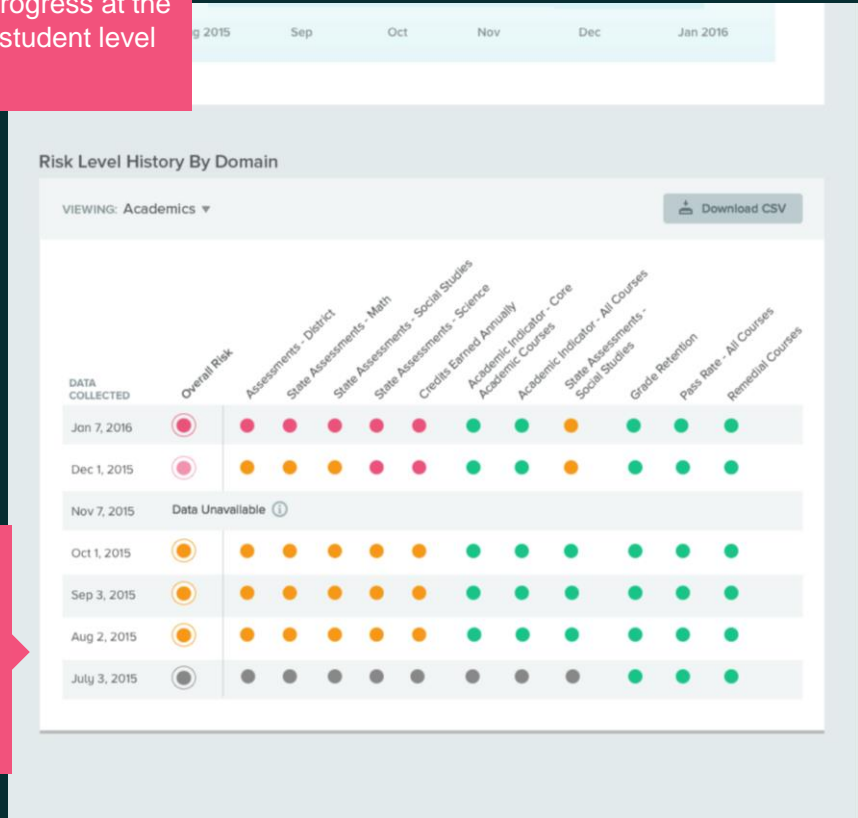 rogress at the
student level
g 2015 Sep Oct Nov Dec Jan 2016
Risk Level History By Domain
VIEWING: Academics ▼
Download CSV
DATA
COLLECTED
Overall Risk
Assessments - District
State Assessments - Math
State Assessments - Social Studies
State Assessments - Science
Credits Earned Annually
Academic Indicator - Core
Academic Courses
Academic Indicator - All Courses
State Assessments -
Social Studies
Grade Retention
Pass Rate - All Courses
Remedial Courses
Jan 7, 2016
Dec 1, 2015
Nov 7, 2015 Data Unavailable
Oct 1, 2015
Sep 3, 2015
Aug 2, 2015
July 3, 2015